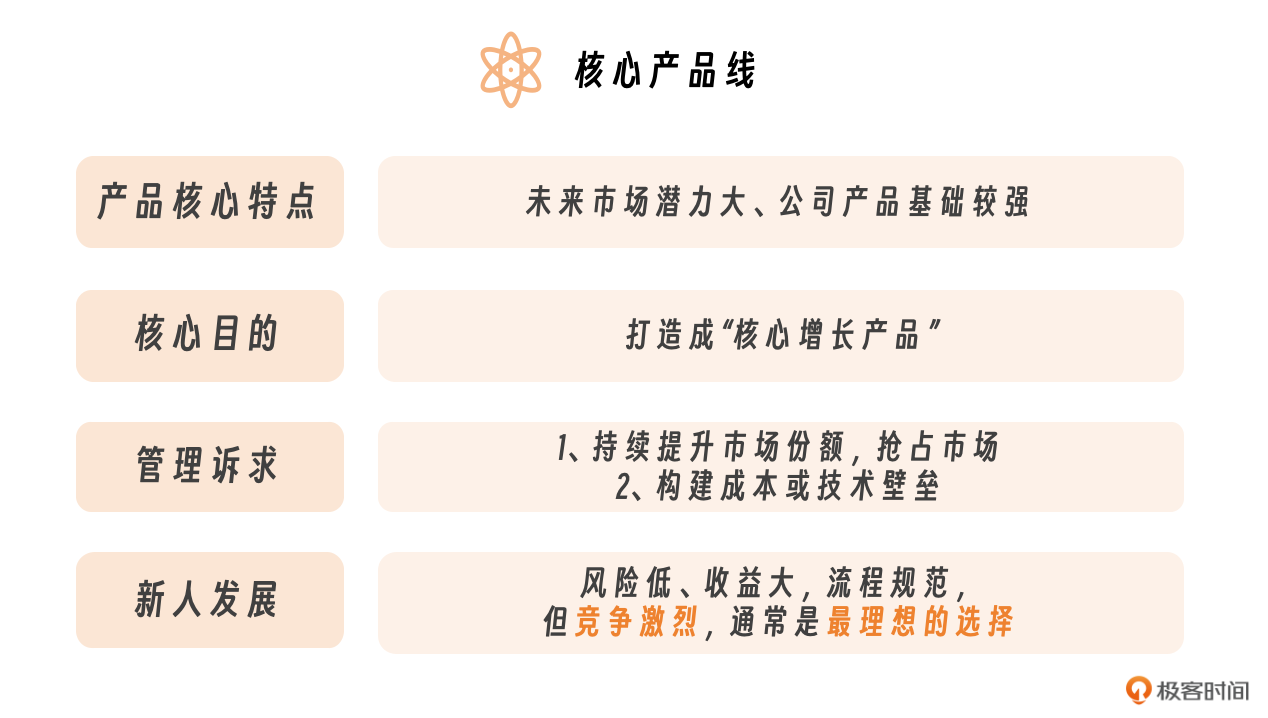 核心产品线
产品核心特点
未来市场潜力大、公司产品基础较强
核心目的
打造成“核心增长产品”
管理诉求
1、持续提升市场份额，抢占市场
2、构建成本或技术壁垒
新人发展
风险低、收益大，流程规范，
但竞争激烈，通常是最理想的选择
极客时间